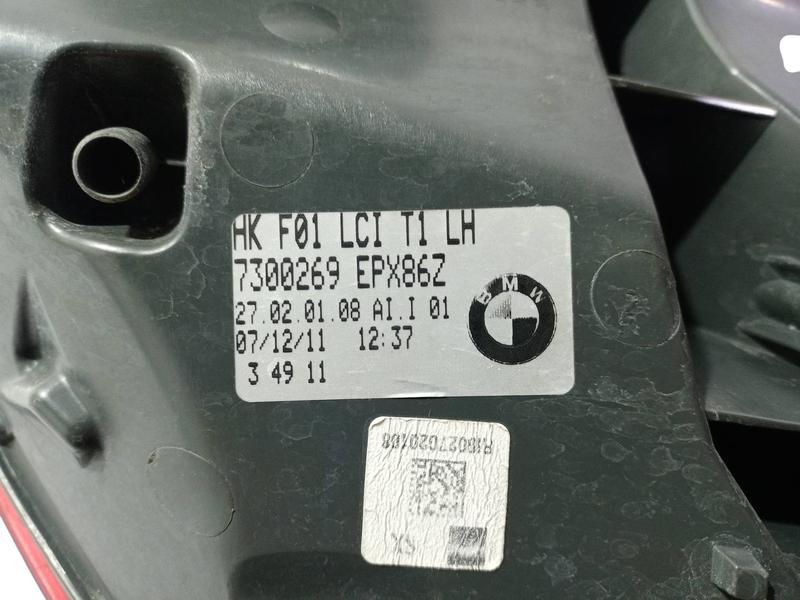 HK F01 LCI T1 LH
7300269 EPX86Z
27.02.01.08 AI.I 01
07/12/11 12:37
3 49 11
BMW